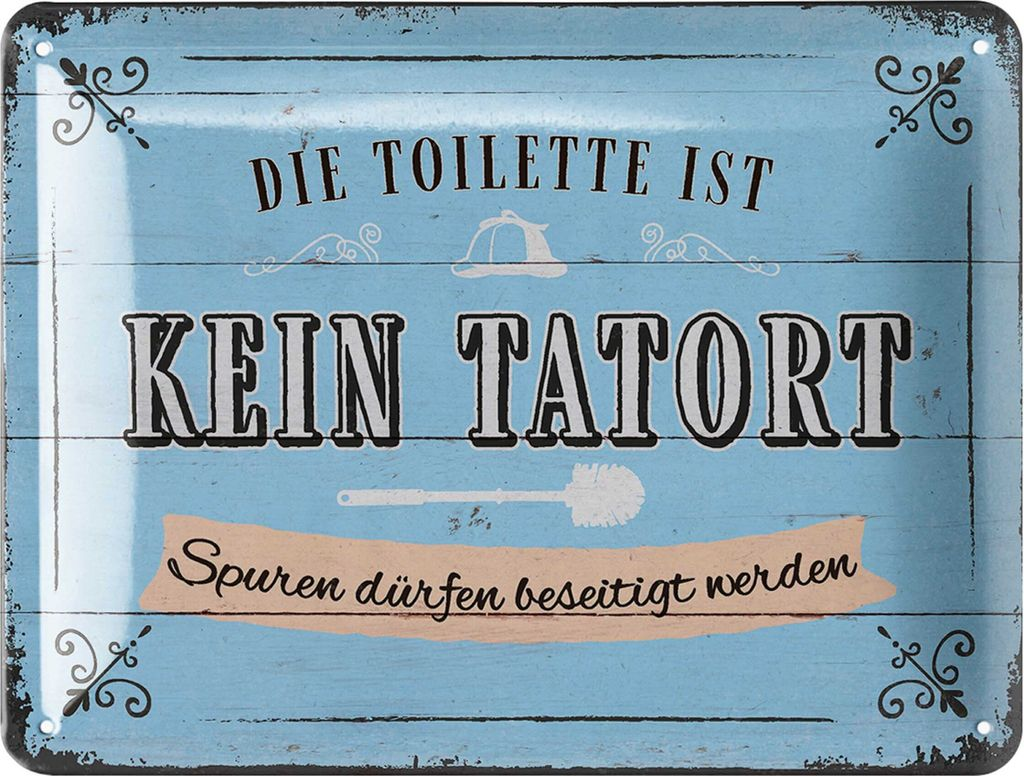 DIE TOILETTE IST
KEIN TATORT
Spuren dürfen beseitigt werden